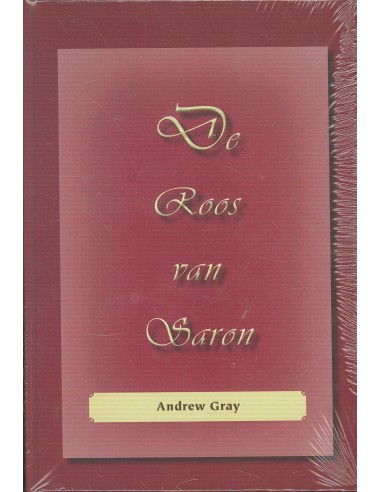 De
Roos
van
Saron
Andrew Gray